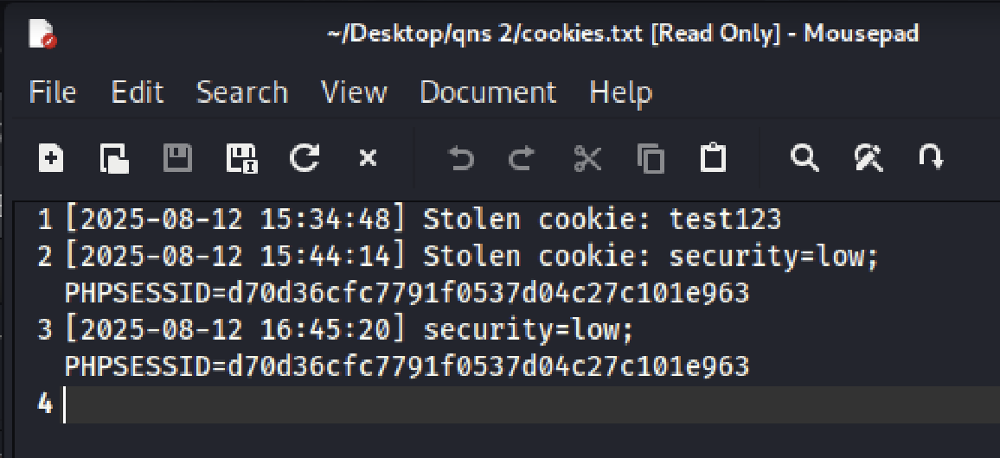 ~/Desktop/qns 2/cookies.txt [Read Only] - Mousepad
File Edit Search View Document Help
1 [2025-08-12 15:34:48] Stolen cookie: test123
2 [2025-08-12 15:44:14] Stolen cookie: security=low;
PHPSESSID=d70d36cfc7791f0537d04c27c101e963
3 [2025-08-12 16:45:20] security=low;
PHPSESSID=d70d36cfc7791f0537d04c27c101e963
4